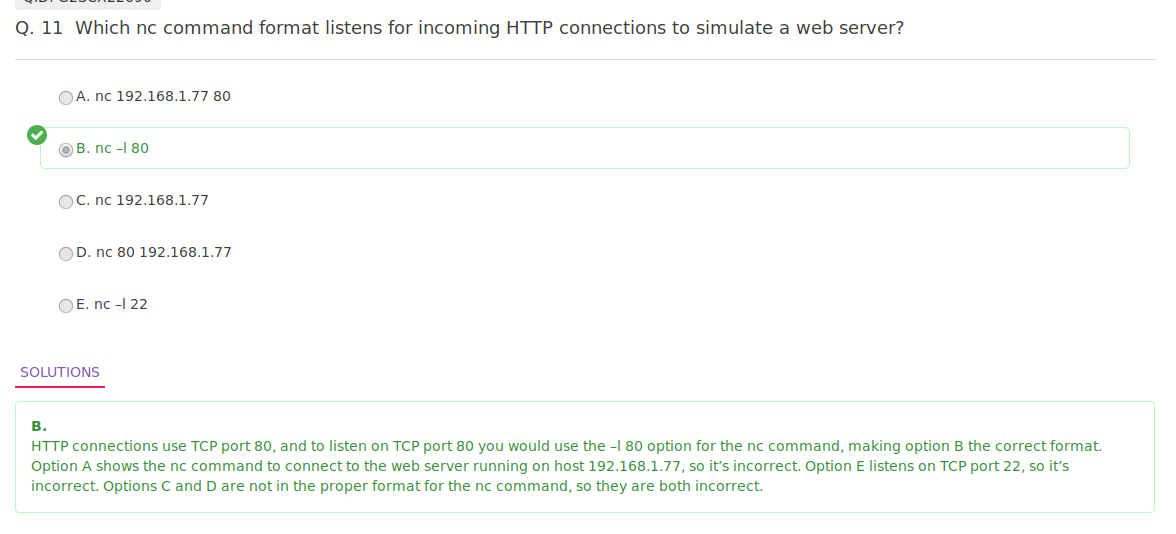 Q. 11 Which nc command format listens for incoming HTTP connections to simulate a web server?
A. nc 192.168.1.77 80
B. nc –l 80
C. nc 192.168.1.77
D. nc 80 192.168.1.77
E. nc –l 22
SOLUTIONS
B.
HTTP connections use TCP port 80, and to listen on TCP port 80 you would use the –l 80 option for the nc command, making option B the correct format.
Option A shows the nc command to connect to the web server running on host 192.168.1.77, so it’s incorrect. Option E listens on TCP port 22, so it’s
incorrect. Options C and D are not in the proper format for the nc command, so they are both incorrect.